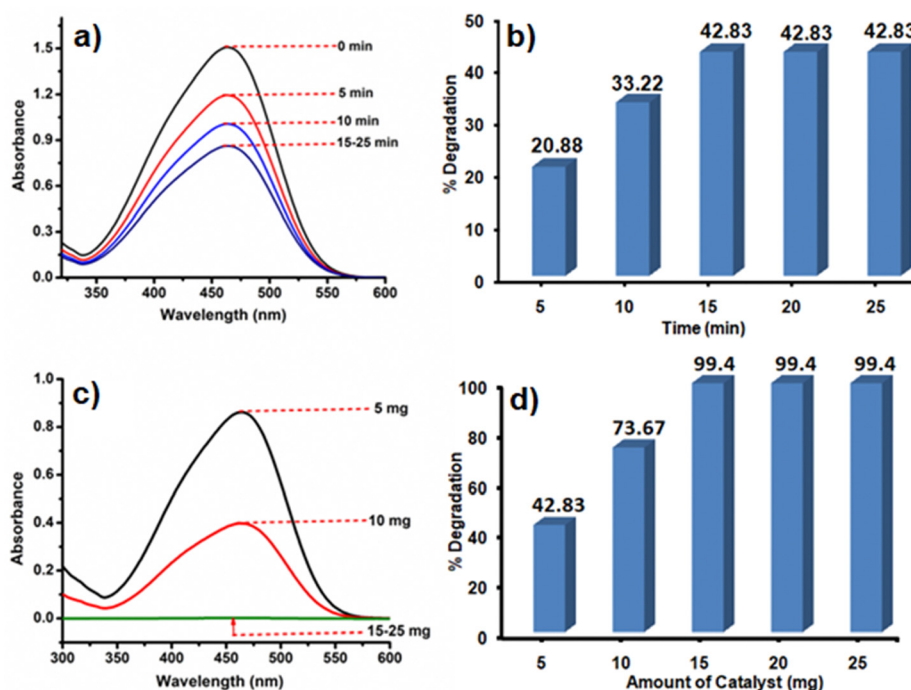 a)
0 min
5 min
10 min
15-25 min
1.5
1.2
0.9
0.6
0.3
0.0
350 400 450 500 550 600
Absorbance
Wavelength (nm)
b)
50
40
30
20
10
0
20.88
33.22
42.83 42.83 42.83
5 10 15 20 25
% Degradation
Time (min)
c)
5 mg
10 mg
15-25 mg
1.0
0.8
0.6
0.4
0.2
0.0
300 350 400 450 500 550 600
Absorbance
Wavelength (nm)
d)
100
80
60
40
20
0
42.83
73.67
99.4 99.4 99.4
5 10 15 20 25
% Degradation
Amount of Catalyst (mg)